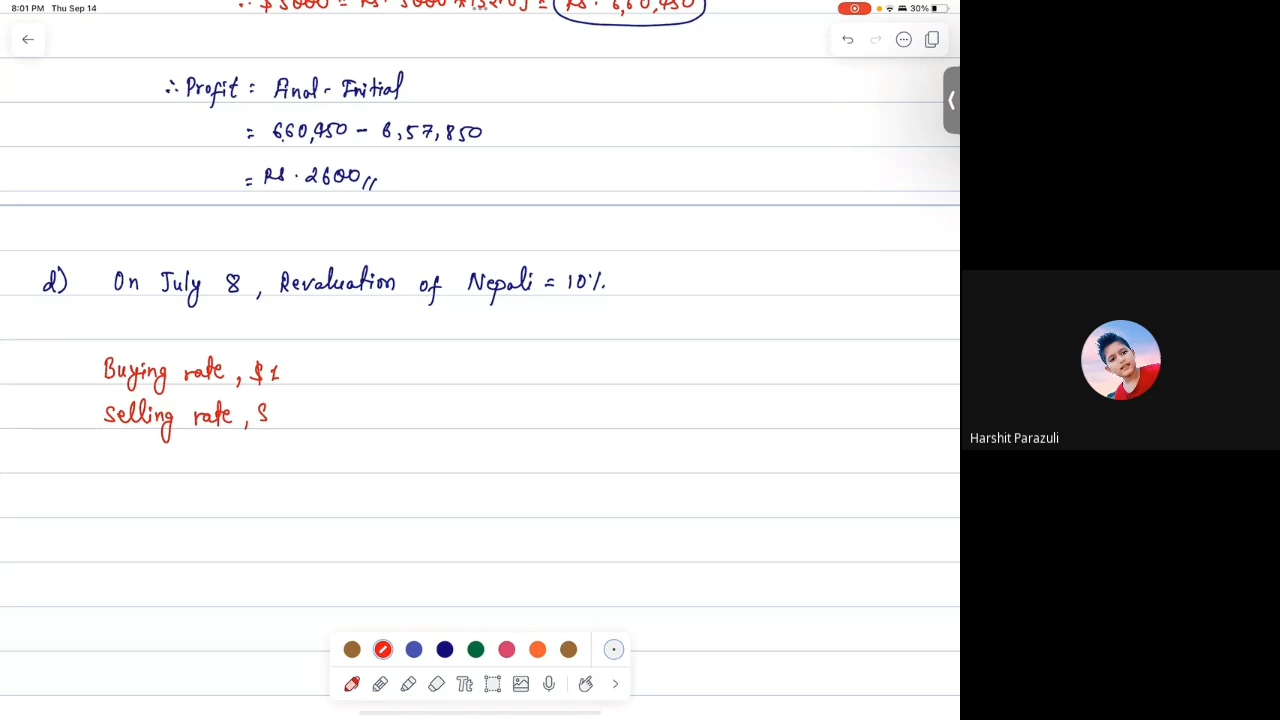 8:01 PM Thu Sep 14
30%
∴ Profit = Final - Initial
= 660,450 - 6,57,850
= Rs. 2600 //
d) On July 8, Revaluation of Nepali = 10%.
Buying rate, $1
Selling rate, $
Tt
Harshit Parazuli